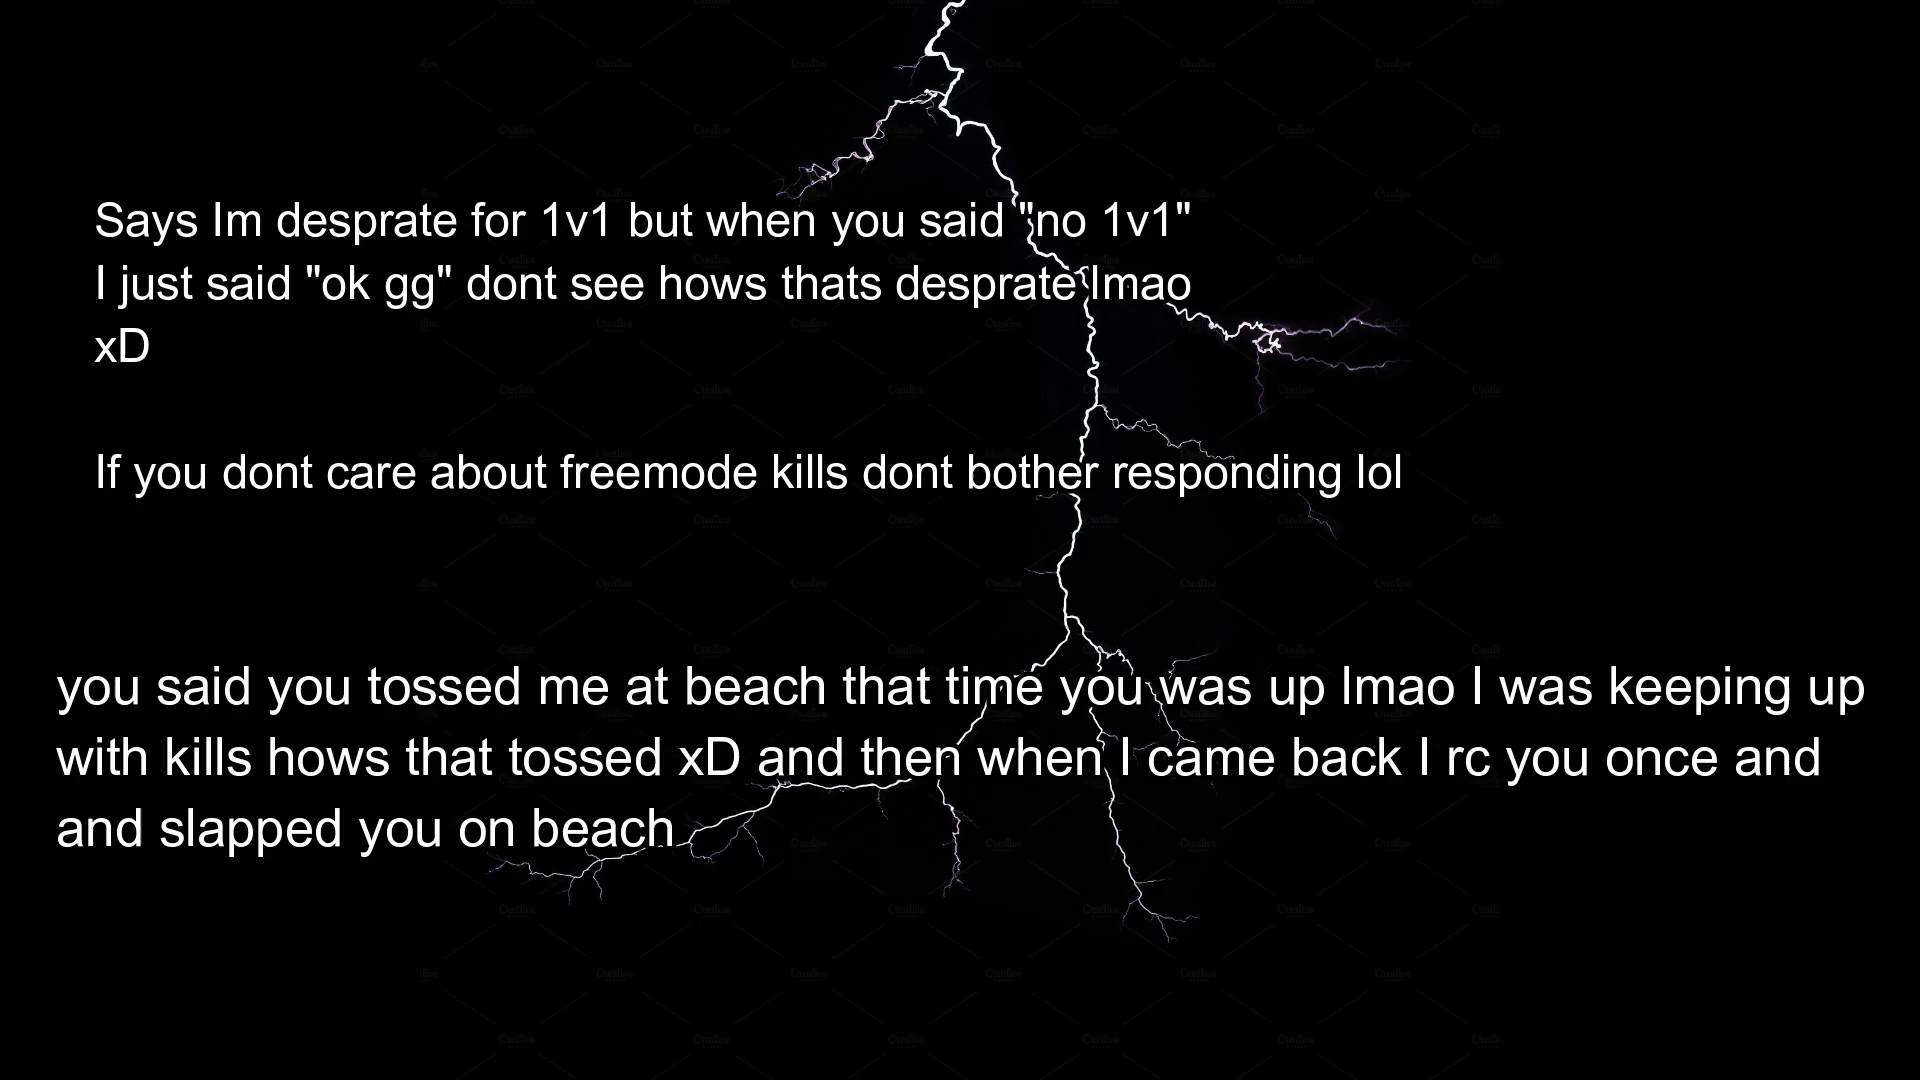 Says Im desprate for 1v1 but when you said "no 1v1"
I just said "ok gg" dont see hows thats desprate lmao
xD
If you dont care about freemode kills dont bother responding lol
you said you tossed me at beach that time you was up lmao I was keeping up
with kills hows that tossed xD and then when I came back I rc you once and
and slapped you on beach